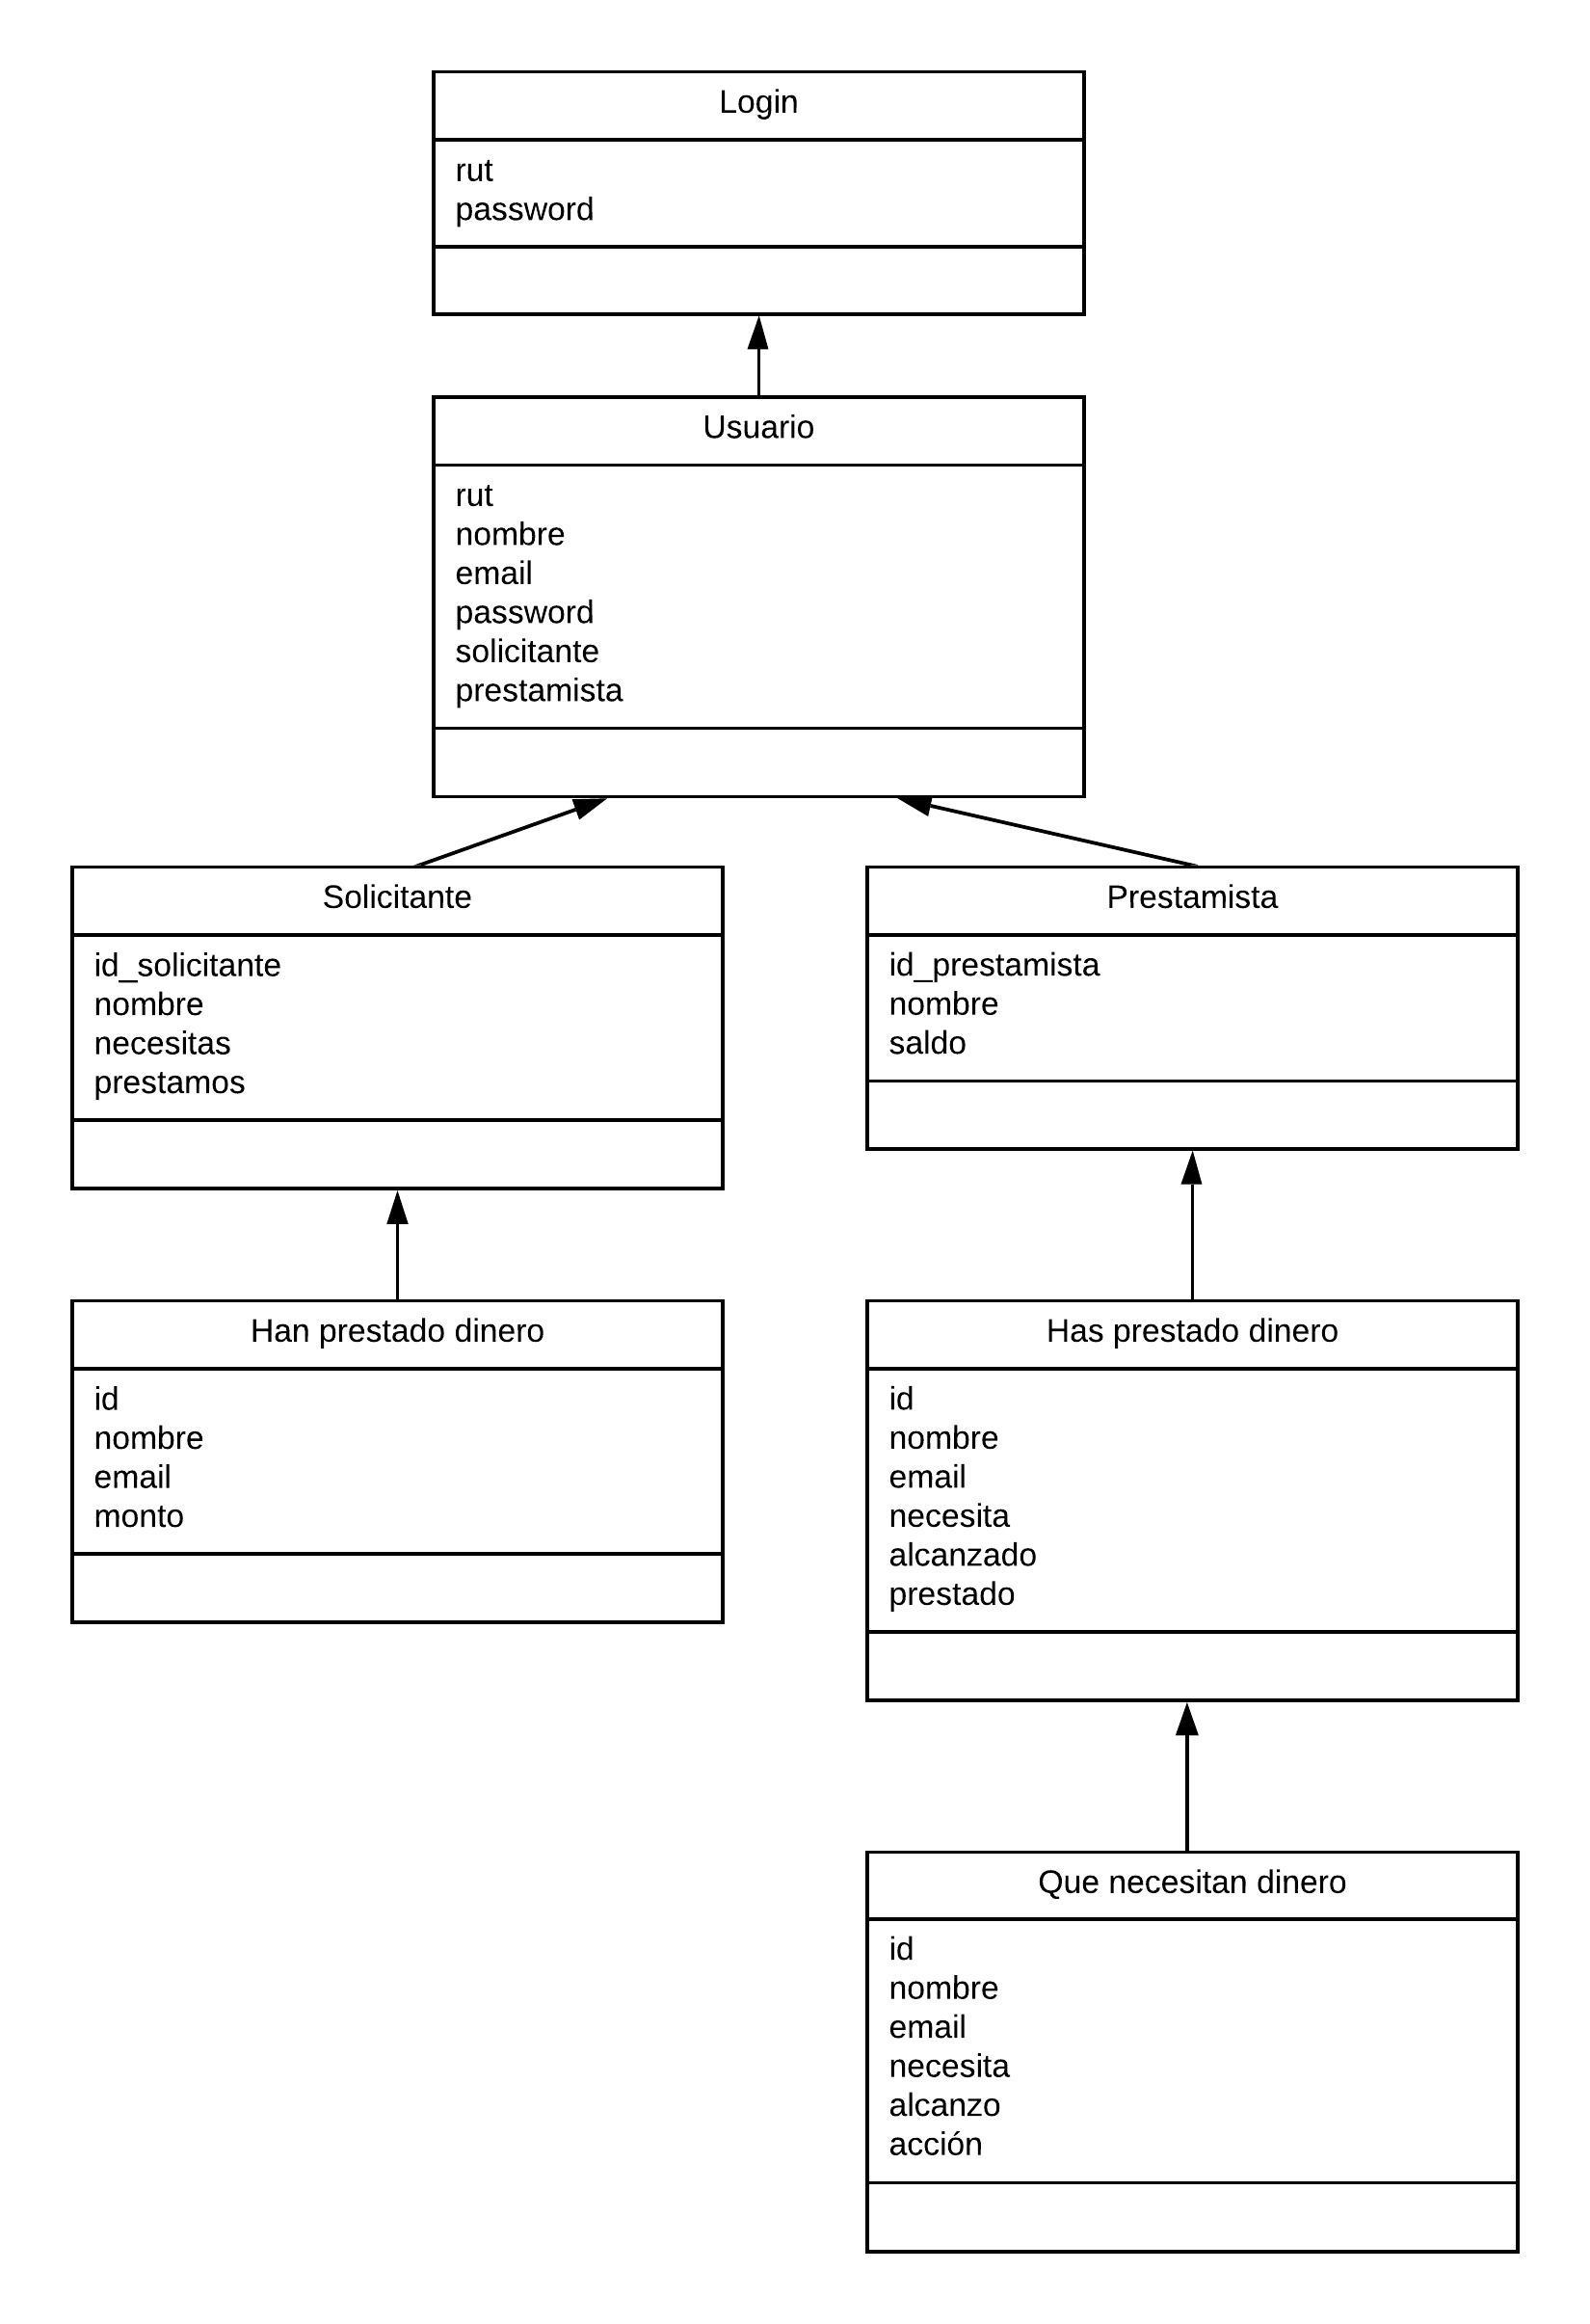 Login
rut
password
Usuario
rut
nombre
email
password
solicitante
prestamista
Solicitante
id_solicitante
nombre
necesitas
prestamos
Prestamista
id_prestamista
nombre
saldo
Han prestado dinero
id
nombre
email
monto
Has prestado dinero
id
nombre
email
necesita
alcanzado
prestado
Que necesitan dinero
id
nombre
email
necesita
alcanzo
acción